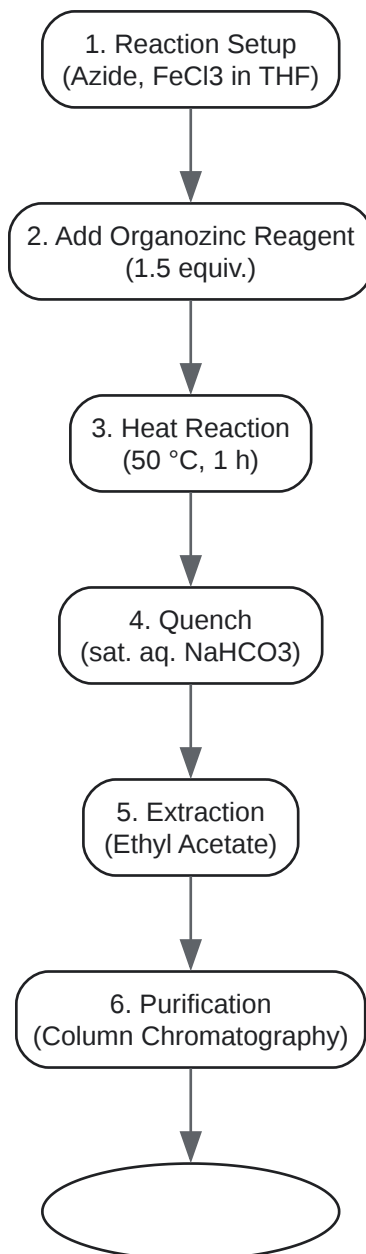 1. Reaction Setup
(Azide, FeCl3 in THF)
2. Add Organozinc Reagent
(1.5 equiv.)
3. Heat Reaction
(50 °C, 1 h)
4. Quench
(sat. aq. NaHCO3)
5. Extraction
(Ethyl Acetate)
6. Purification
(Column Chromatography)